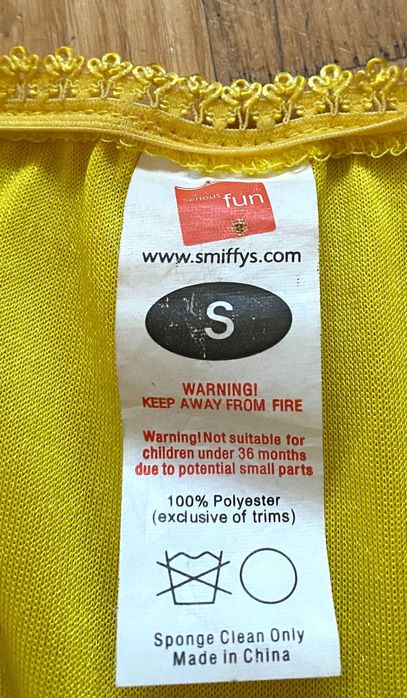 serious fun
www.smiffys.com
S
WARNING!
KEEP AWAY FROM FIRE
Warning! Not suitable for
children under 36 months
due to potential small parts
100% Polyester
(exclusive of trims)
Sponge Clean Only
Made in China